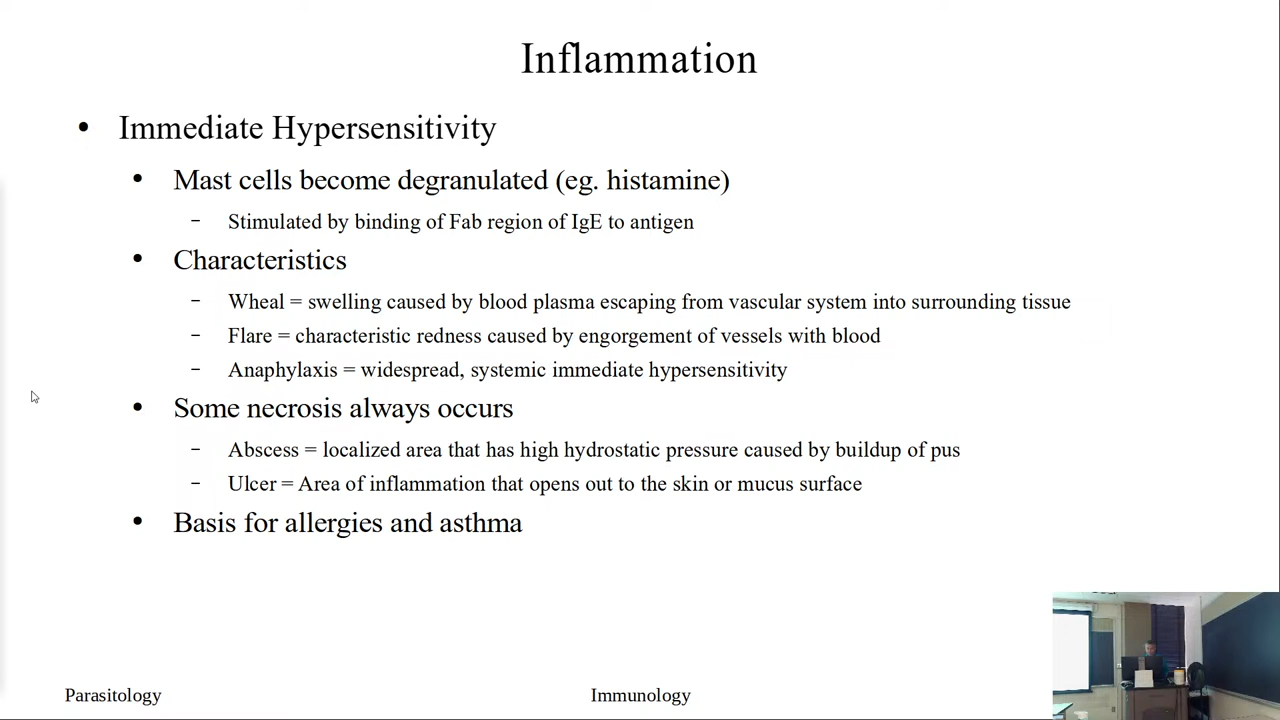 Inflammation
• Immediate Hypersensitivity
• Mast cells become degranulated (eg. histamine)
– Stimulated by binding of Fab region of IgE to antigen
• Characteristics
– Wheal = swelling caused by blood plasma escaping from vascular system into surrounding tissue
– Flare = characteristic redness caused by engorgement of vessels with blood
– Anaphylaxis = widespread, systemic immediate hypersensitivity
• Some necrosis always occurs
– Abscess = localized area that has high hydrostatic pressure caused by buildup of pus
– Ulcer = Area of inflammation that opens out to the skin or mucus surface
• Basis for allergies and asthma
Parasitology
Immunology